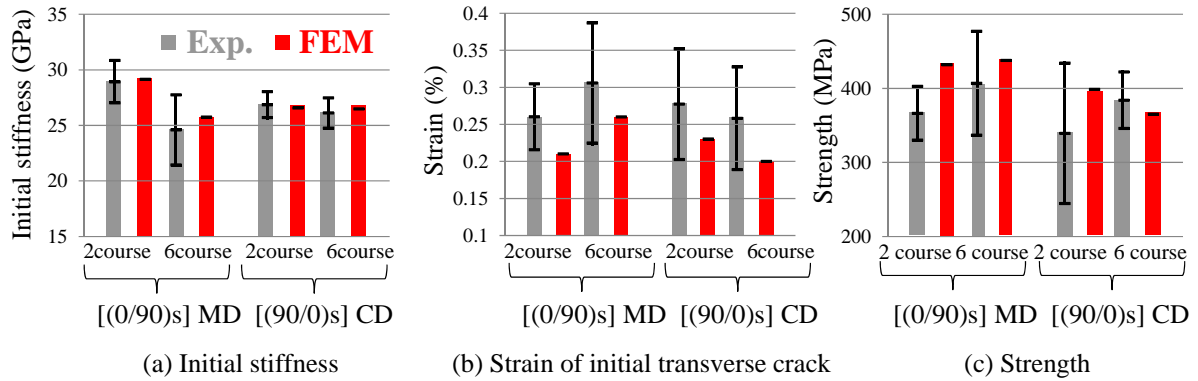 Initial stiffness (GPa)
35
30
25
20
15
Exp. FEM
2course 6course 2course 6course
[(0/90)s] MD [(90/0)s] CD
(a) Initial stiffness
Strain (%)
0.4
0.35
0.3
0.25
0.2
0.15
0.1
2course 6course 2course 6course
[(0/90)s] MD [(90/0)s] CD
(b) Strain of initial transverse crack
Strength (MPa)
500
400
300
200
2 course 6 course 2 course 6 course
[(0/90)s] MD [(90/0)s] CD
(c) Strength